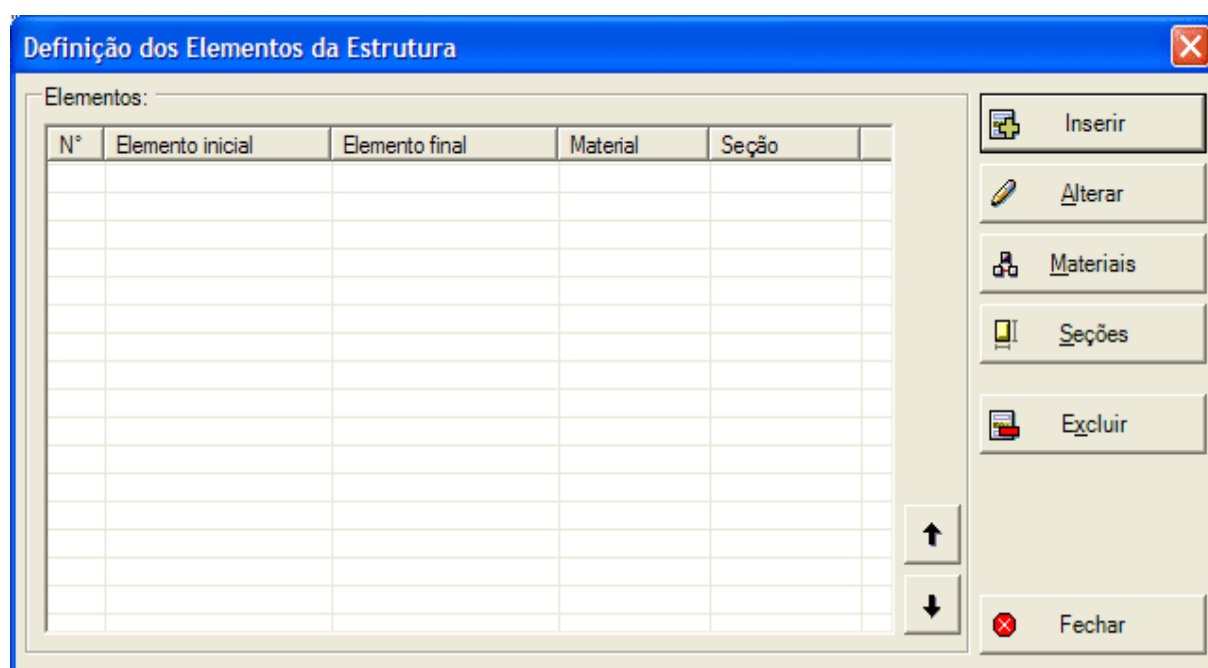 Definição dos Elementos da Estrutura
Elementos:
N° Elemento inicial Elemento final Material Seção
Inserir
Alterar
Materiais
Seções
Excluir
Fechar